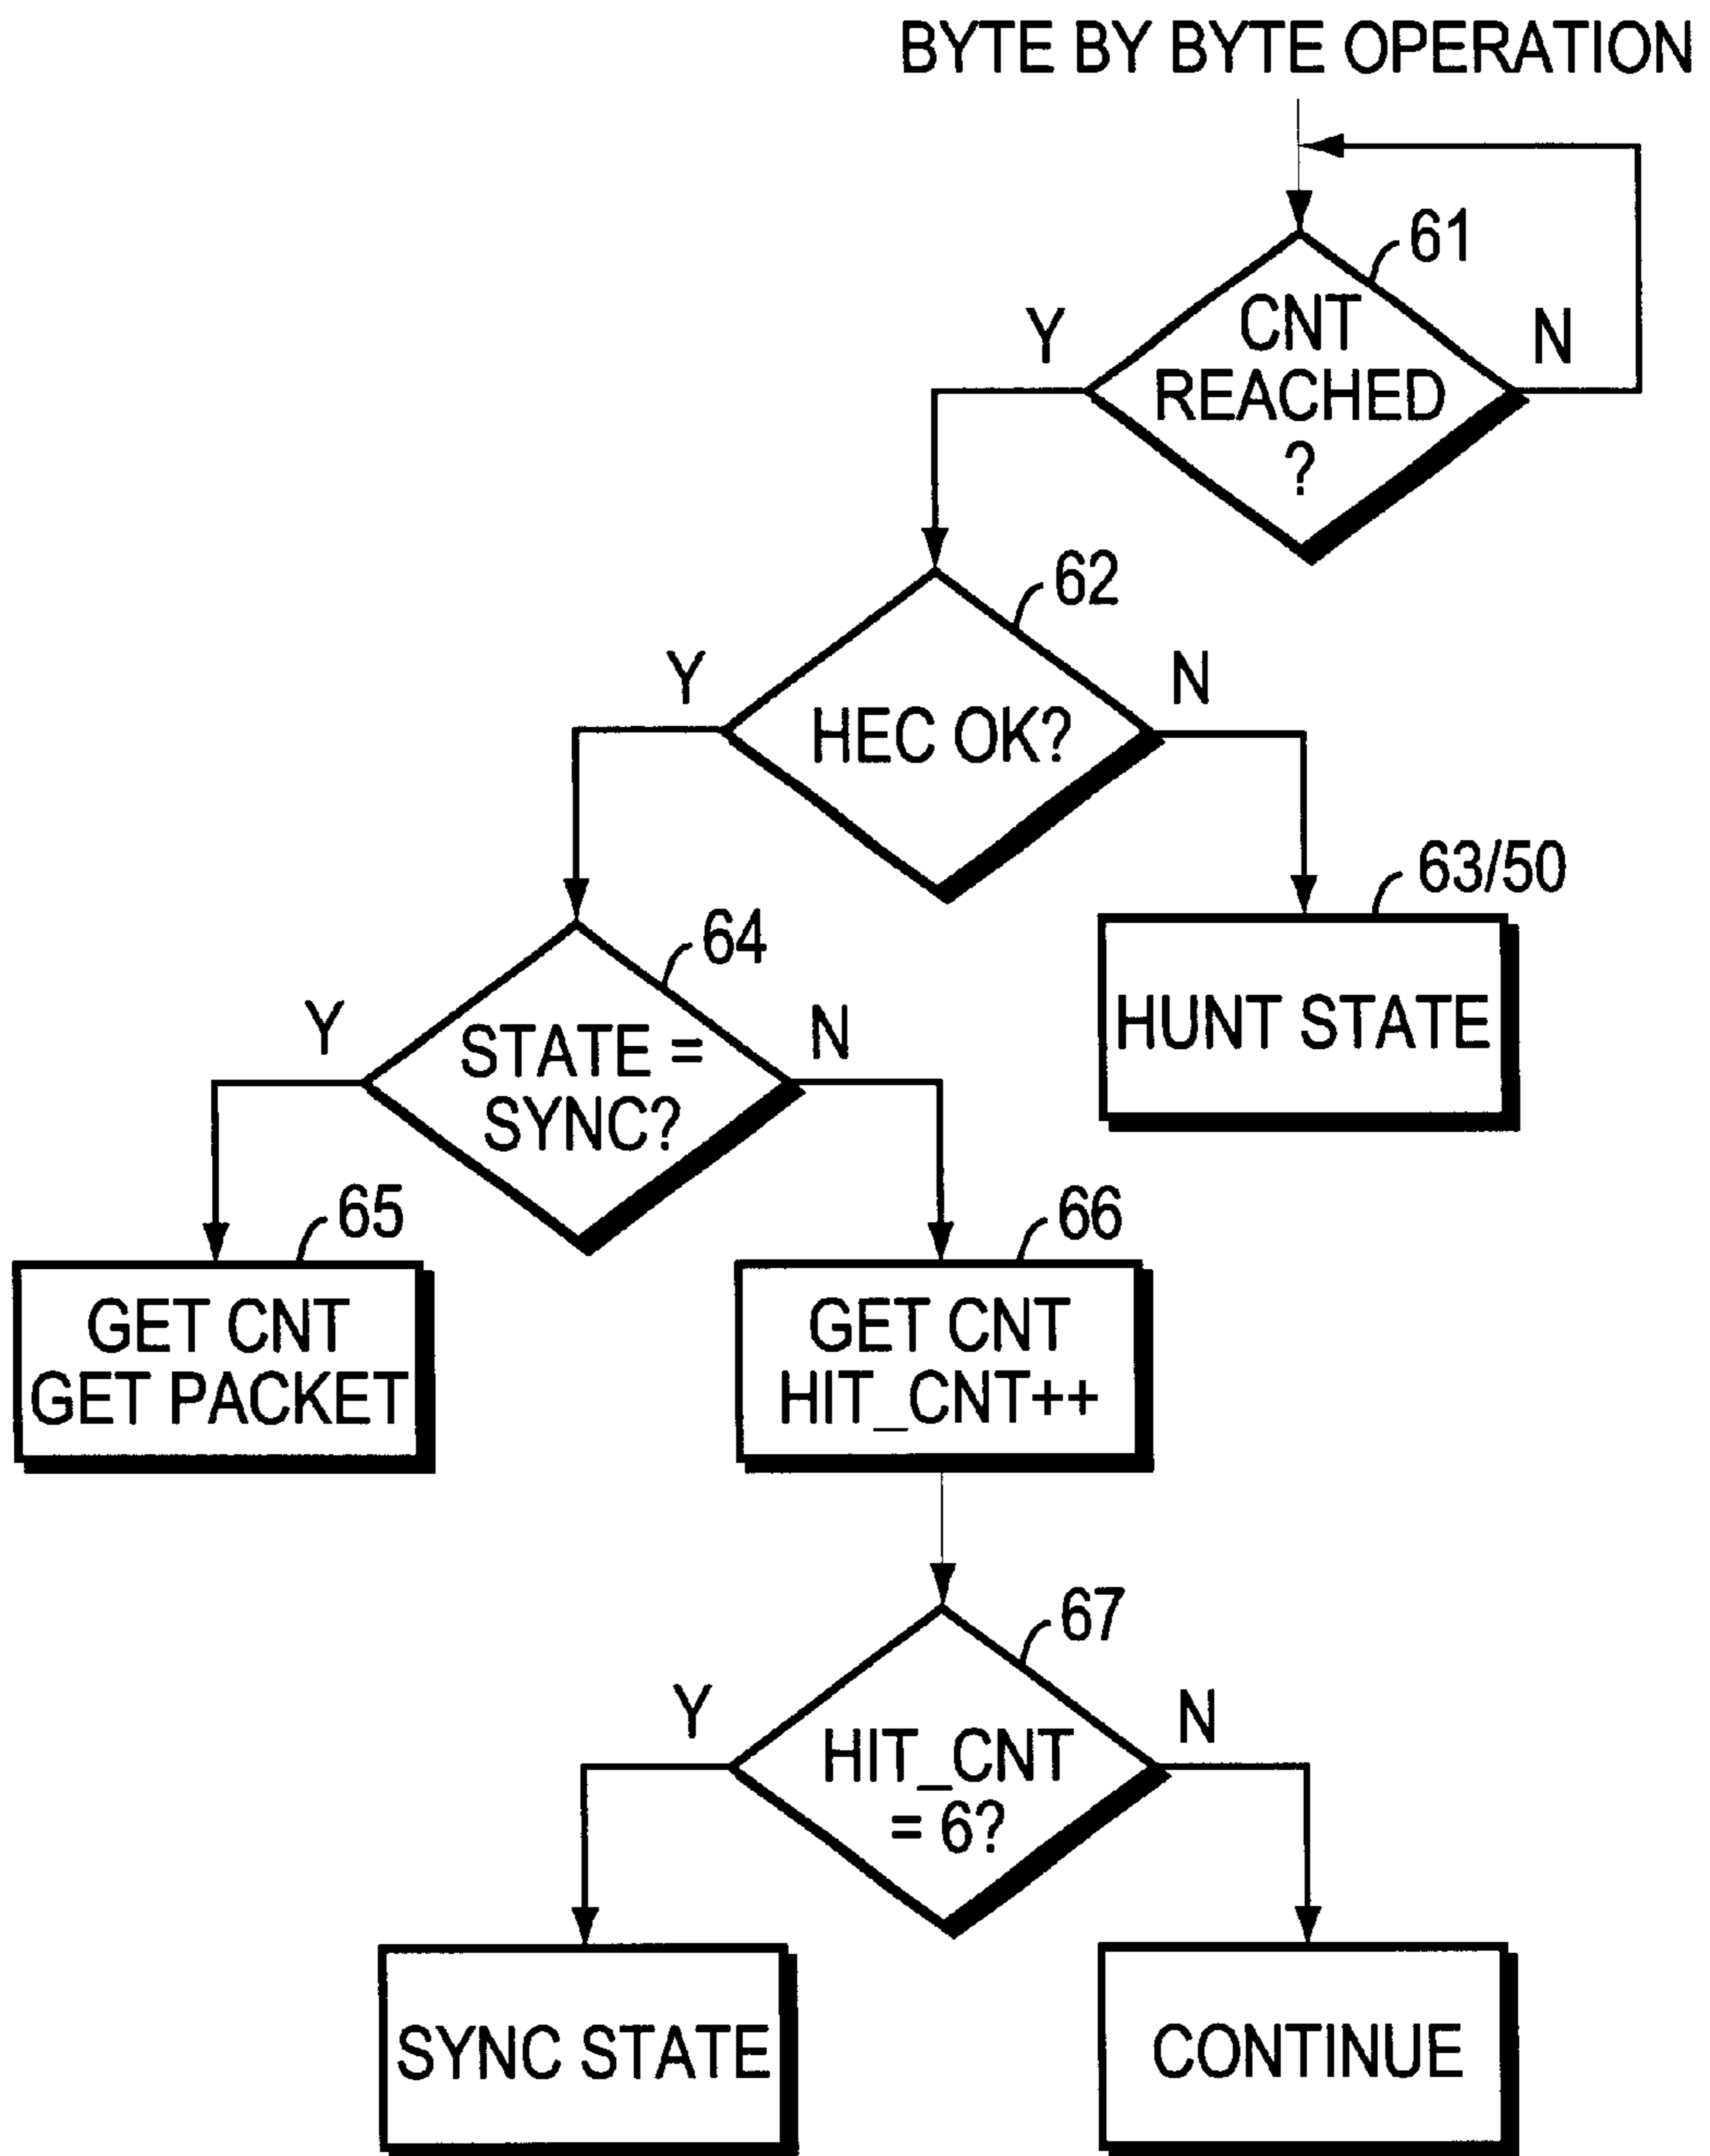 BYTE BY BYTE OPERATION
61
CNT
REACHED
?
Y
N
62
HEC OK?
Y
N
63/50
HUNT STATE
64
STATE =
SYNC?
Y
N
65
GET CNT
GET PACKET
66
GET CNT
HIT_CNT++
67
HIT_CNT
= 6?
Y
N
SYNC STATE
CONTINUE